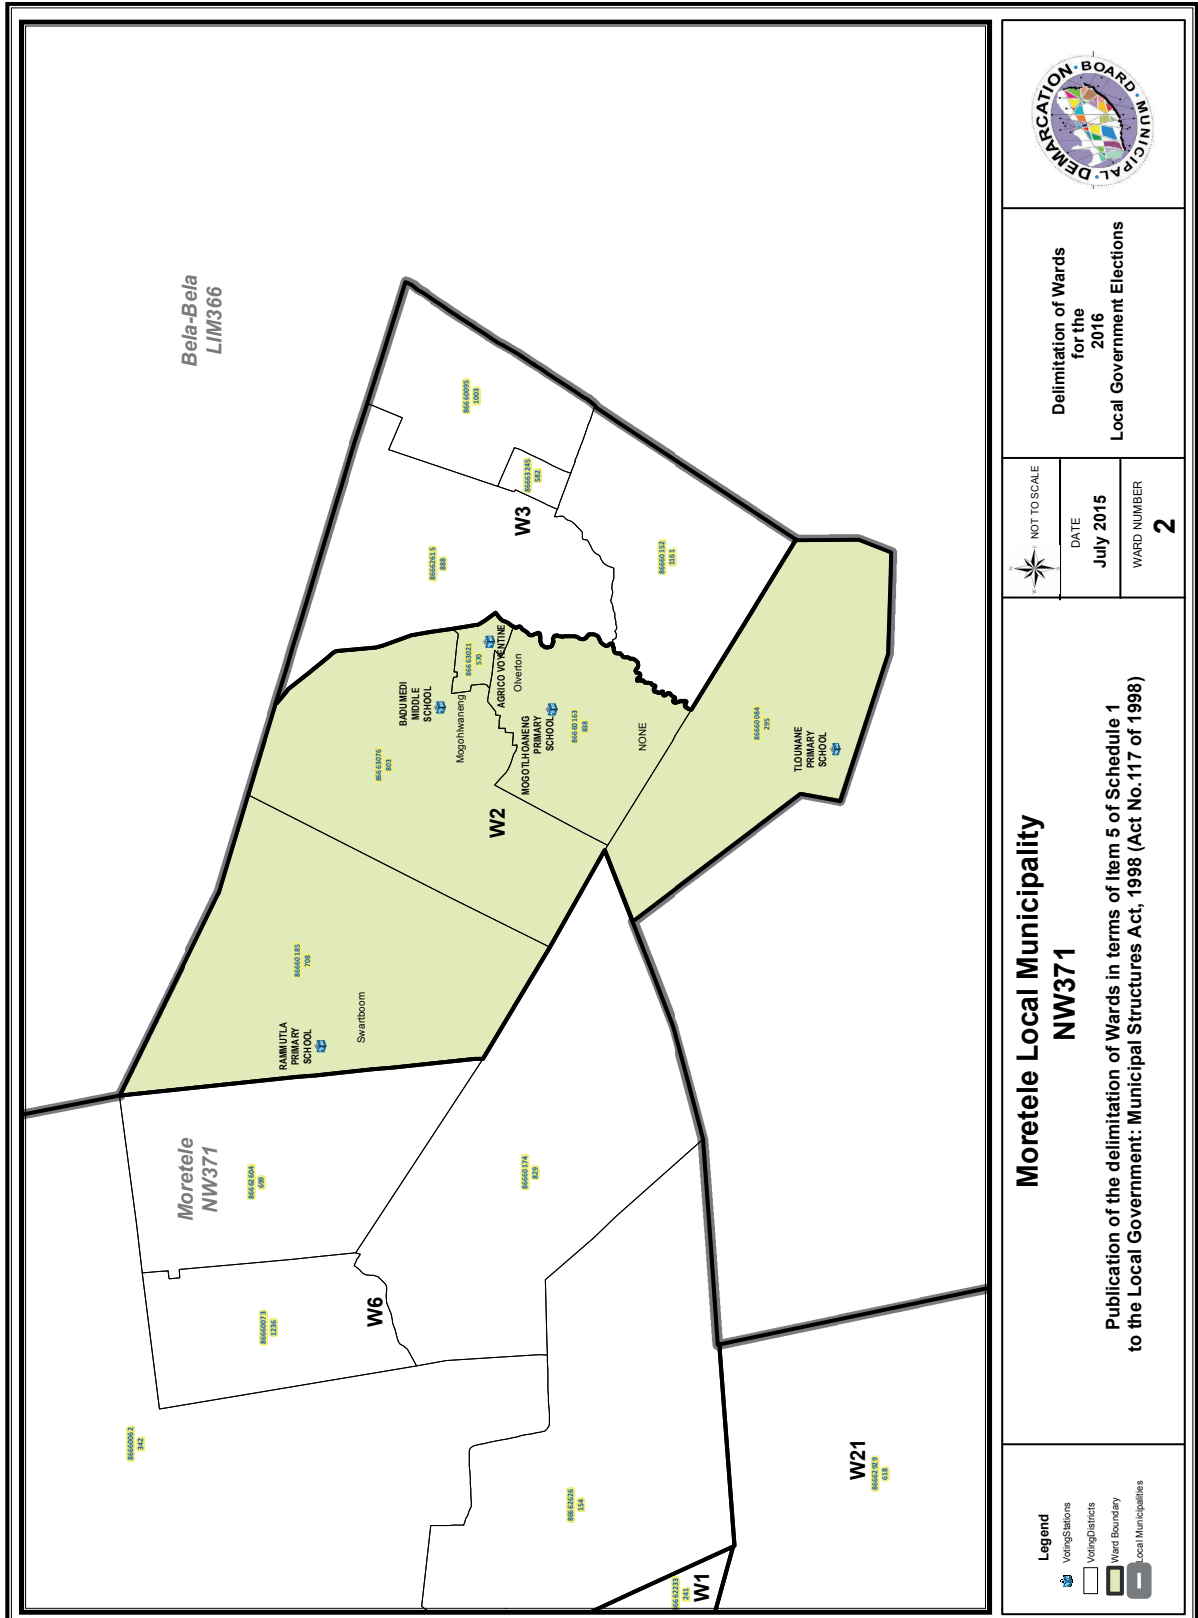 Bela-Bela
LIM366
Moretele
NW371
86660095
1003
86663245
582
W3
86662615
888
86660152
1161
86663021
570
AGRICO VOYENTINE
Olverton
BADUMEDI
MIDDLE
SCHOOL
Mogohlwaneng
86663076
803
MOGOTLHOANENG
PRIMARY
SCHOOL
86660163
838
NONE
W2
86660084
295
TLOUNANE
PRIMARY
SCHOOL
86660185
708
Swartboom
RAMMUTLA
PRIMARY
SCHOOL
86662604
699
86660174
829
86660073
1236
W6
86660062
342
86662626
154
W21
86662929
618
86662233
241
W1
DEMARCATION · BOARD · MUNICIPAL ·
Delimitation of Wards
for the
2016
Local Government Elections
NOT TO SCALE
DATE
July 2015
WARD NUMBER
2
Moretele Local Municipality
NW371
Publication of the delimitation of Wards in terms of Item 5 of Schedule 1
to the Local Government: Municipal Structures Act, 1998 (Act No.117 of 1998)
Legend
VotingStations
VotingDistricts
Ward Boundary
Local Municipalities